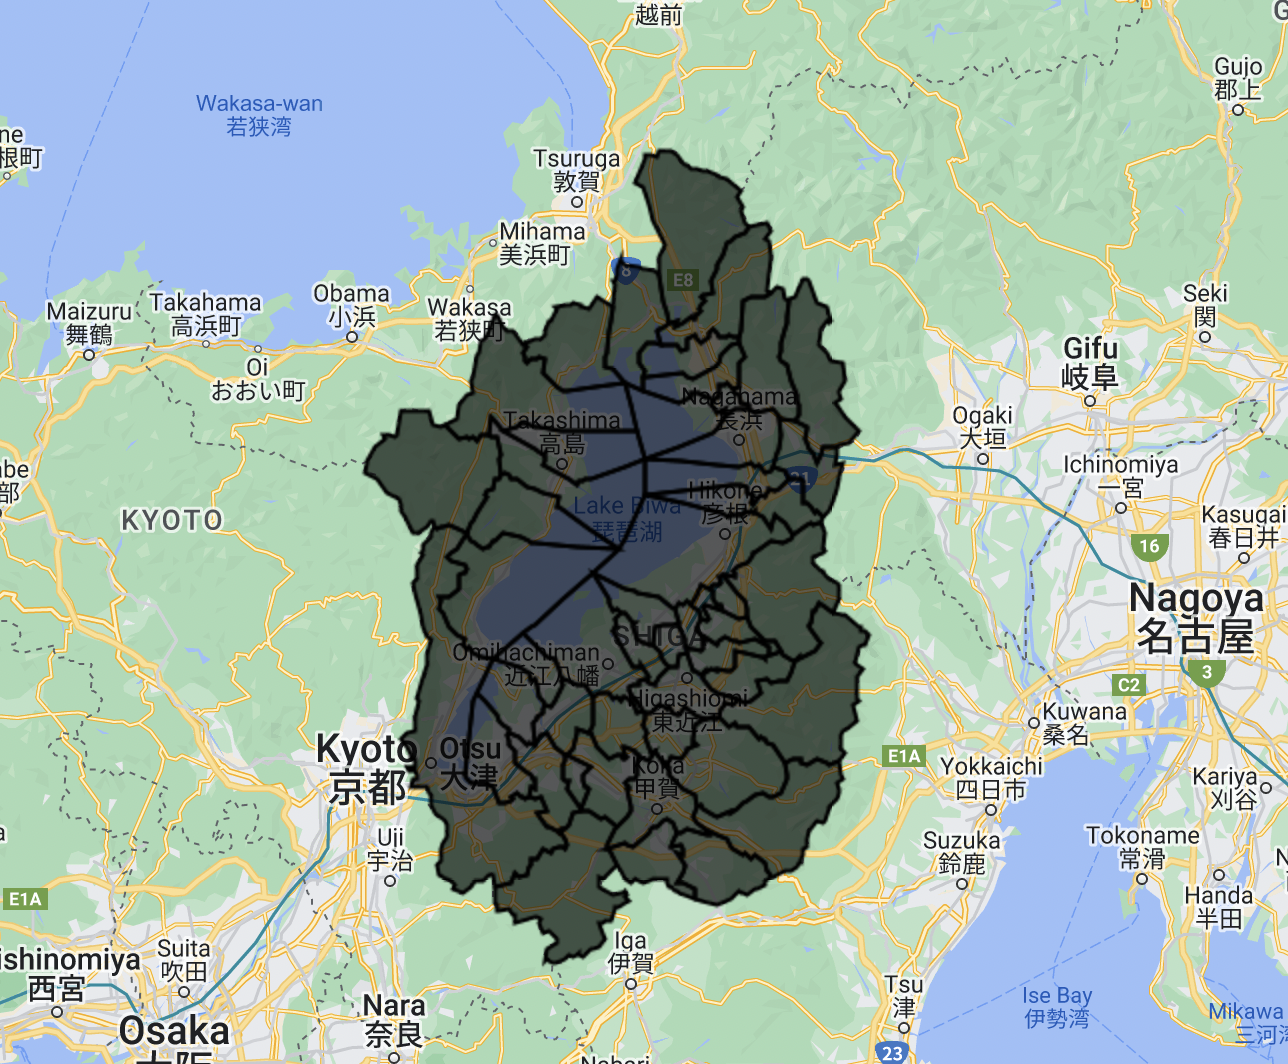 越前
G
Gujo
郡上
Wakasa-wan
若狭湾
ne
根町
Tsuruga
敦賀
Mihama
美浜町
8
E8
Maizuru
舞鶴
Takahama
高浜町
Obama
小浜
Wakasa
若狭町
Oi
おおい町
Seki
関
Gifu
岐阜
Nagahama
長浜
Takashima
高島
Ogaki
大垣
Ichinomiya
一宮
abe
部
21
KYOTO
Hikone
彦根
Lake Biwa
琵琶湖
Kasugai
春日井
16
Nagoya
名古屋
SHIGA
Omihachiman
近江八幡
3
C2
Higashiomi
東近江
Kuwana
桑名
Kyoto
京都
Otsu
大津
E1A
Koka
甲賀
Yokkaichi
四日市
Kariya
刈谷
Uji
宇治
Suzuka
鈴鹿
Tokoname
常滑
E1A
Handa
半田
Suita
吹田
ishinomiya
西宮
Iga
伊賀
Tsu
津
Ise Bay
伊勢湾
Mikawa
三河
Nara
奈良
Osaka
大阪
23
Nabari